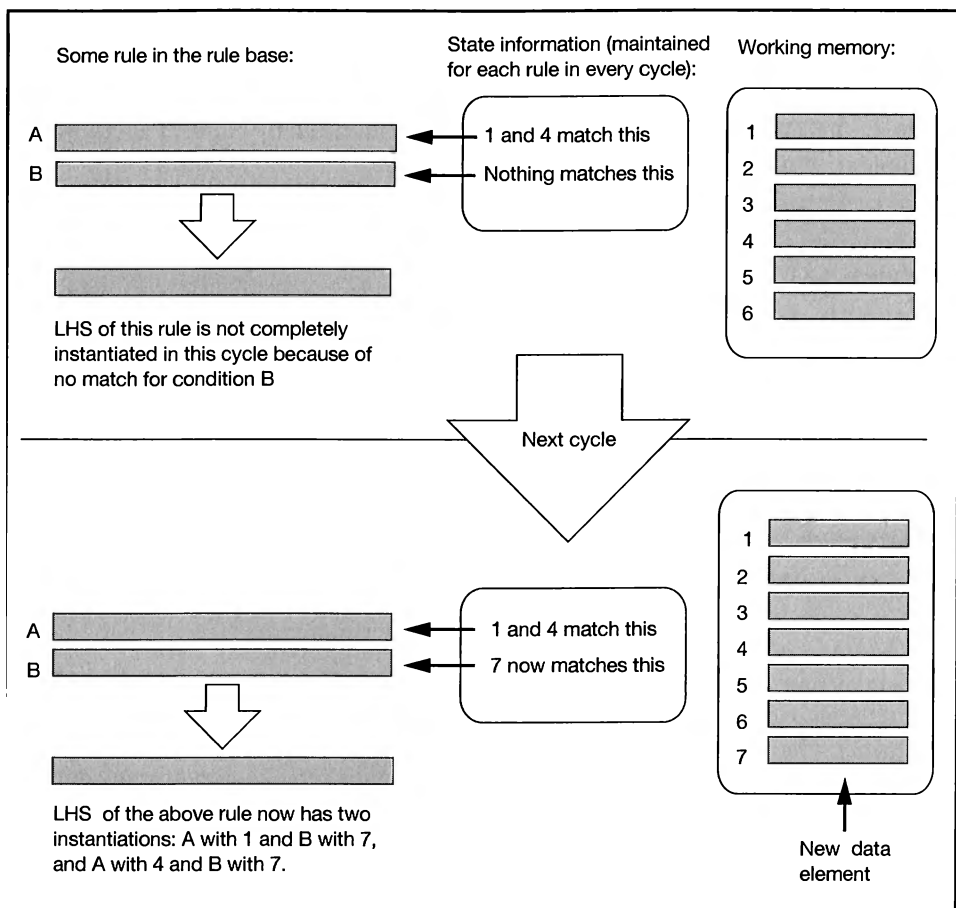 Some rule in the rule base:
State information (maintained
for each rule in every cycle):
Working memory:
A
B
1 and 4 match this
Nothing matches this
1
2
3
4
5
6
LHS of this rule is not completely
instantiated in this cycle because of
no match for condition B
Next cycle
A
B
1 and 4 match this
7 now matches this
1
2
3
4
5
6
7
LHS of the above rule now has two
instantiations: A with 1 and B with 7,
and A with 4 and B with 7.
New data
element